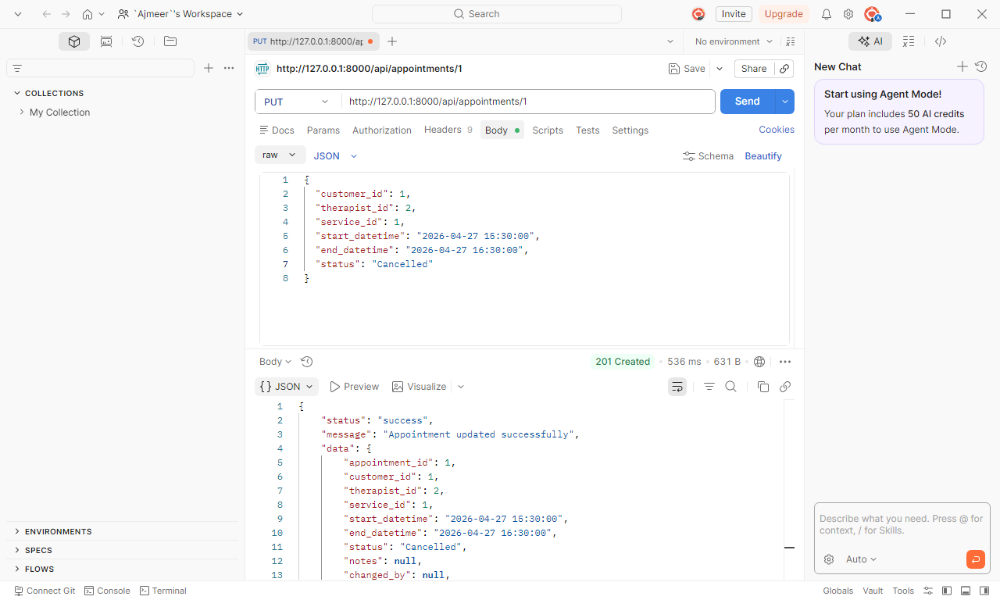 `Ajmeer`'s Workspace
Search
Invite
Upgrade
PUT http://127.0.0.1:8000/ap
No environment
AI
http://127.0.0.1:8000/api/appointments/1
Save
Share
New Chat
COLLECTIONS
My Collection
Start using Agent Mode!
Your plan includes 50 AI credits
per month to use Agent Mode.
PUT
http://127.0.0.1:8000/api/appointments/1
Send
Docs
Params
Authorization
Headers 9
Body
Scripts
Tests
Settings
Cookies
raw
JSON
Schema
Beautify
1 {
2 "customer_id": 1,
3 "therapist_id": 2,
4 "service_id": 1,
5 "start_datetime": "2026-04-27 15:30:00",
6 "end_datetime": "2026-04-27 16:30:00",
7 "status": "Cancelled"
8 }
Body
201 Created
536 ms
631 B
{} JSON
Preview
Visualize
1 {
2 "status": "success",
3 "message": "Appointment updated successfully",
4 "data": {
5 "appointment_id": 1,
6 "customer_id": 1,
7 "therapist_id": 2,
8 "service_id": 1,
9 "start_datetime": "2026-04-27 15:30:00",
10 "end_datetime": "2026-04-27 16:30:00",
11 "status": "Cancelled",
12 "notes": null,
13 "changed_by": null,
ENVIRONMENTS
SPECS
FLOWS
Describe what you need. Press @ for
context, / for Skills.
Auto
Connect Git
Console
Terminal
Globals
Vault
Tools